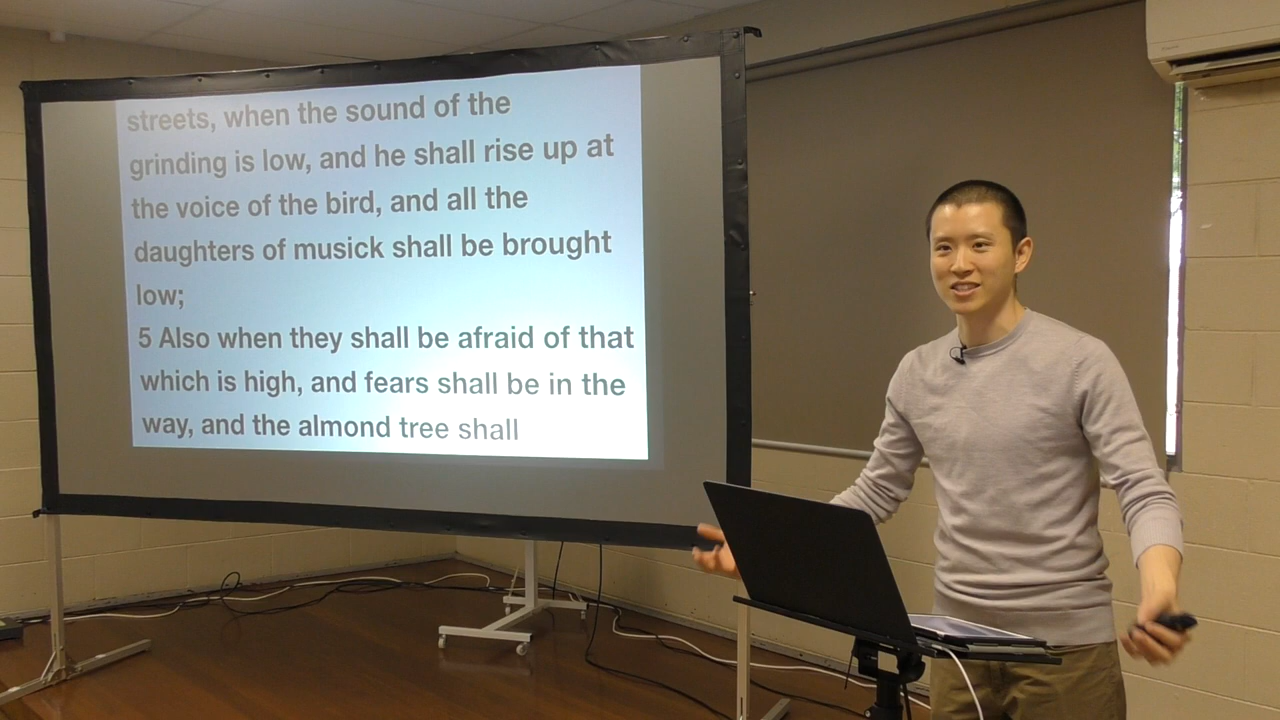 streets, when the sound of the
grinding is low, and he shall rise up at
the voice of the bird, and all the
daughters of musick shall be brought
low;
5 Also when they shall be afraid of that
which is high, and fears shall be in the
way, and the almond tree shall